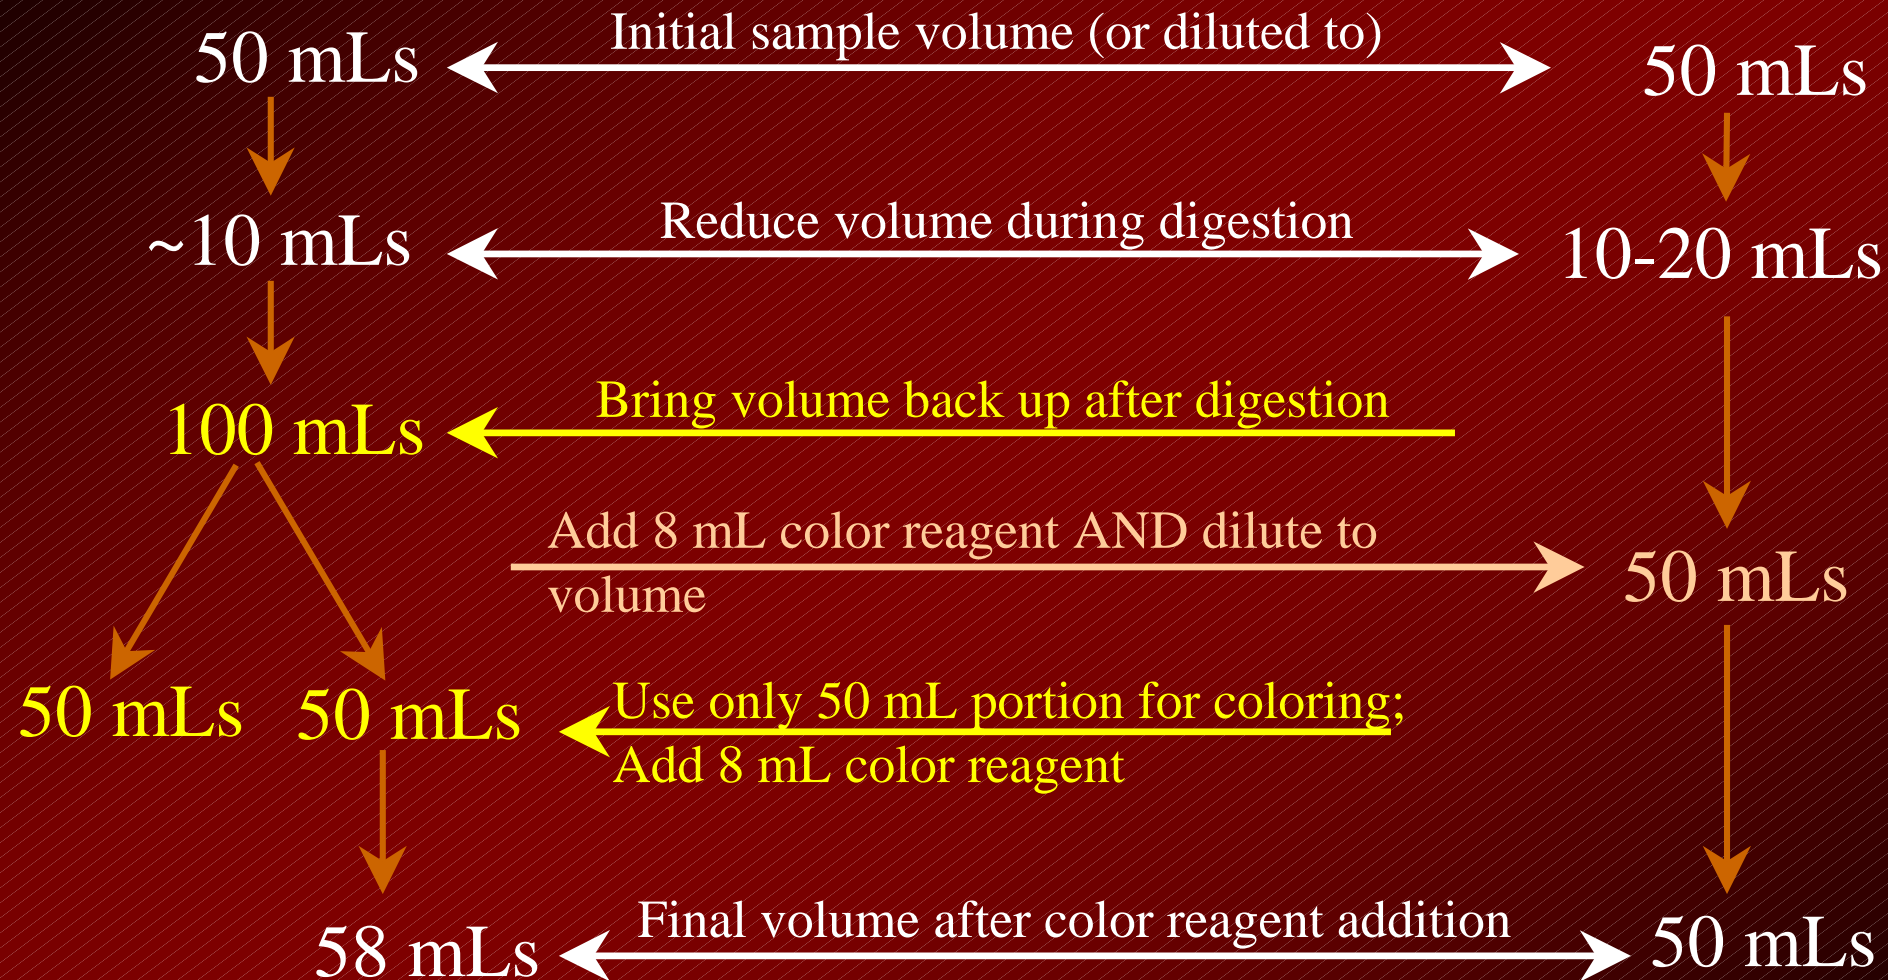 50 mLs
Initial sample volume (or diluted to)
50 mLs
~10 mLs
Reduce volume during digestion
10-20 mLs
100 mLs
Bring volume back up after digestion
Add 8 mL color reagent AND dilute to
volume
50 mLs
50 mLs
50 mLs
Use only 50 mL portion for coloring;
Add 8 mL color reagent
58 mLs
Final volume after color reagent addition
50 mLs